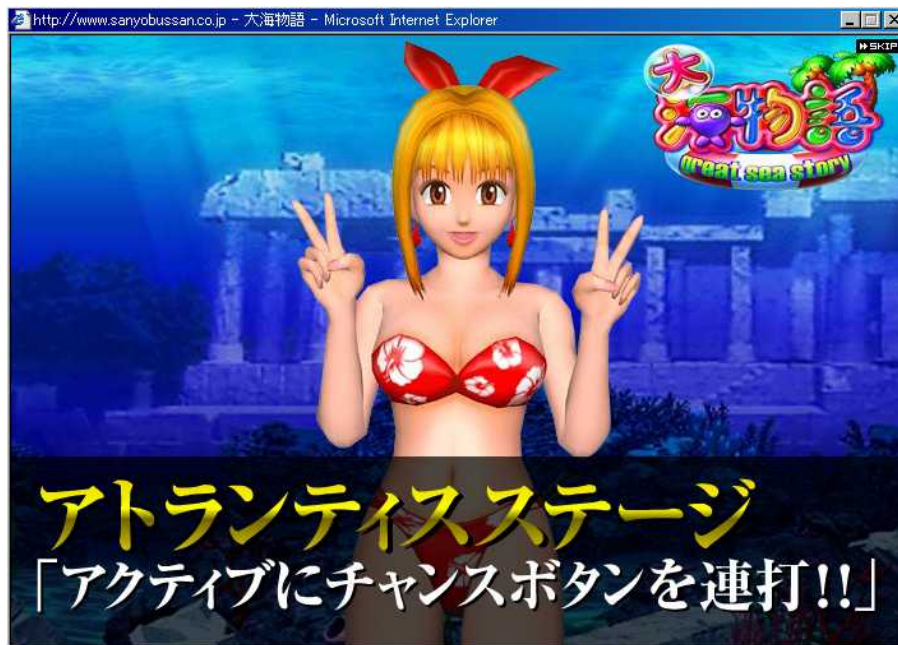 http://www.sanyobussan.co.jp - 大海物語 - Microsoft Internet Explorer
SKIP
大
海物語
great sea story
アトランティスステージ
「アクティブにチャンスボタンを連打!!」